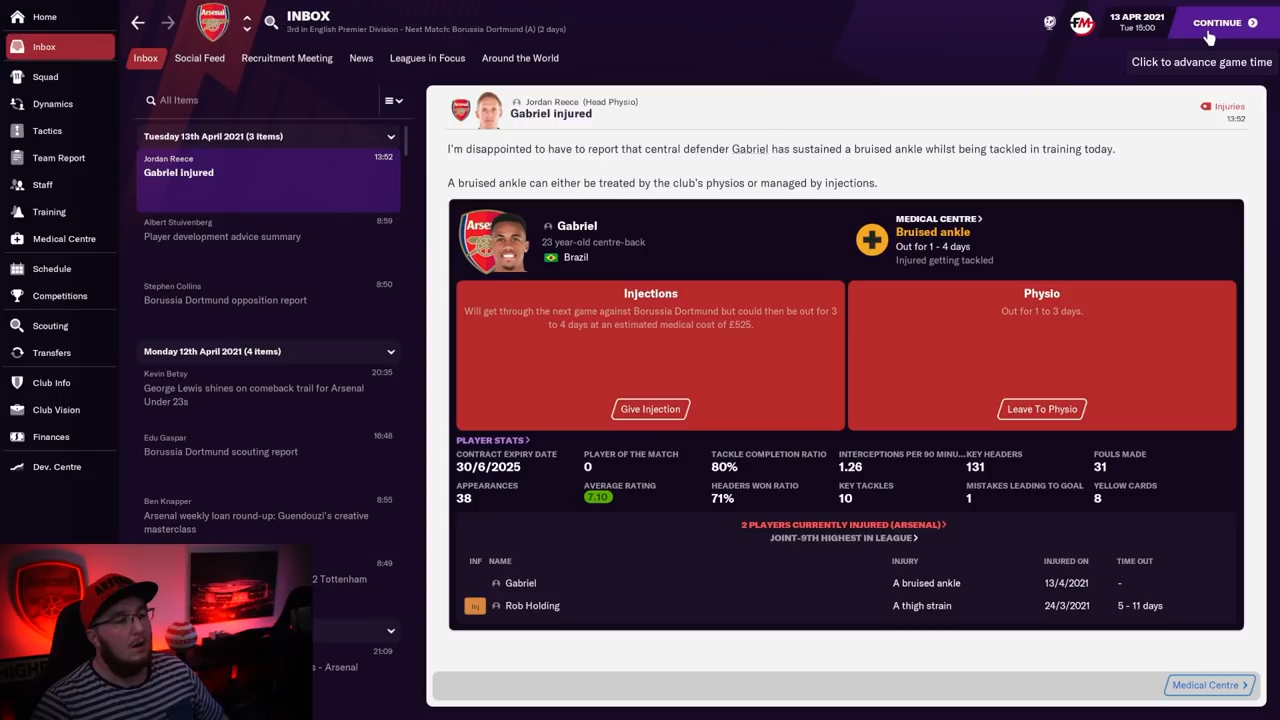 Home
Inbox
Squad
Dynamics
Tactics
Team Report
Staff
Training
Medical Centre
Schedule
Competitions
Scouting
Transfers
Club Info
Club Vision
Finances
Dev. Centre
INBOX
3rd in English Premier Division - Next Match: Borussia Dortmund (A) (2 days)
FM
13 APR 2021
Tue 15:00
CONTINUE
Click to advance game time
Inbox
Social Feed
Recruitment Meeting
News
Leagues in Focus
Around the World
All Items
Tuesday 13th April 2021 (3 items)
Jordan Reece 13:52
Gabriel injured
Albert Stuivenberg 8:59
Player development advice summary
Stephen Collins 8:50
Borussia Dortmund opposition report
Monday 12th April 2021 (4 items)
Kevin Betsy 20:35
George Lewis shines on comeback trail for Arsenal
Under 23s
Edu Gaspar 16:48
Borussia Dortmund scouting report
Ben Knapper 8:55
Arsenal weekly loan round-up: Guendouzi's creative
masterclass
8:49
2 Tottenham
21:09
- Arsenal
Jordan Reece (Head Physio)
Gabriel injured
Injuries
13:52
I'm disappointed to have to report that central defender Gabriel has sustained a bruised ankle whilst being tackled in training today.
A bruised ankle can either be treated by the club's physios or managed by injections.
Gabriel
23 year-old centre-back
Brazil
MEDICAL CENTRE
Bruised ankle
Out for 1 - 4 days
Injured getting tackled
Injections
Will get through the next game against Borussia Dortmund but could then be out for 3
to 4 days at an estimated medical cost of £525.
Give Injection
Physio
Out for 1 to 3 days.
Leave To Physio
PLAYER STATS
CONTRACT EXPIRY DATE PLAYER OF THE MATCH TACKLE COMPLETION RATIO INTERCEPTIONS PER 90 MINU... KEY HEADERS FOULS MADE
30/6/2025 0 80% 1.26 131 31
APPEARANCES AVERAGE RATING HEADERS WON RATIO KEY TACKLES MISTAKES LEADING TO GOAL YELLOW CARDS
38 7.10 71% 10 1 8
2 PLAYERS CURRENTLY INJURED (ARSENAL)
JOINT-9TH HIGHEST IN LEAGUE
INF NAME INJURY INJURED ON TIME OUT
Gabriel A bruised ankle 13/4/2021 -
Inj Rob Holding A thigh strain 24/3/2021 5 - 11 days
Medical Centre